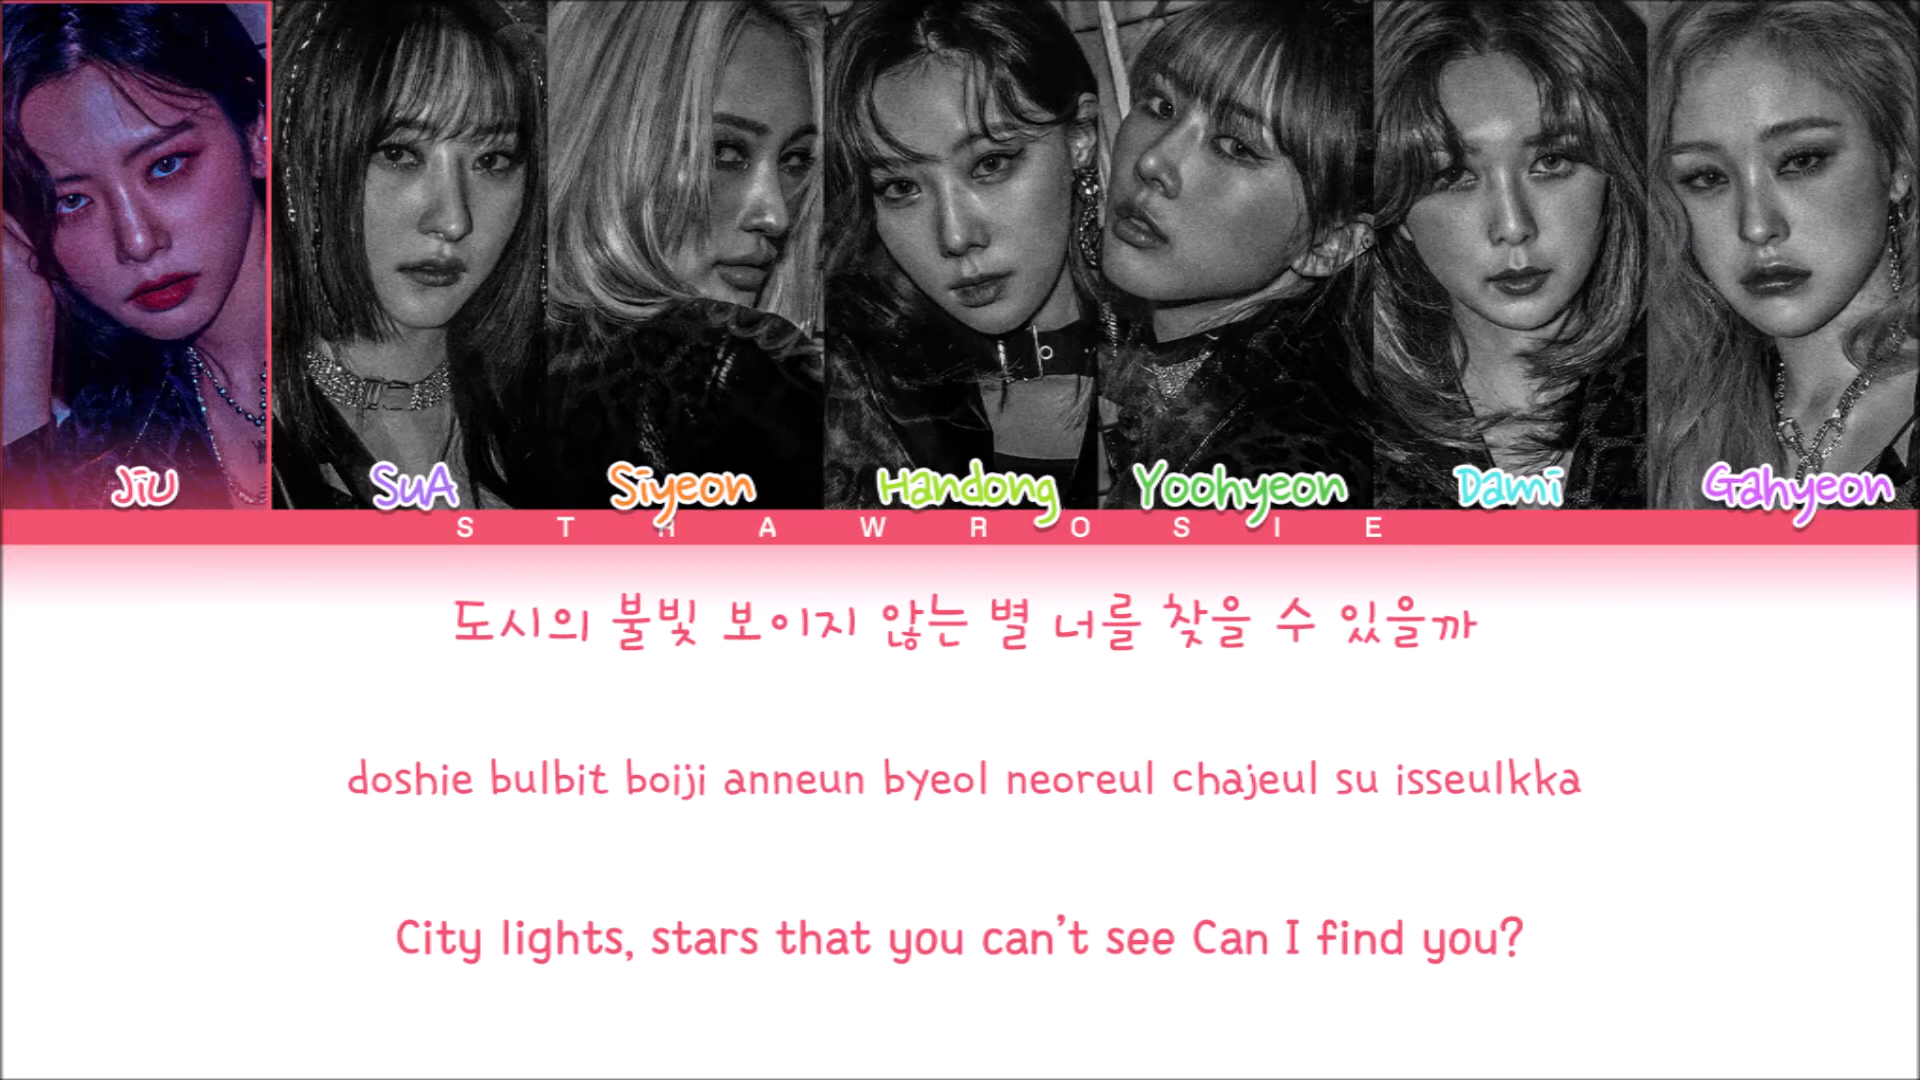 JiU SuA Siyeon Handong Yoohyeon Dami Gahyeon
STRAWROSIE
도시의 불빛 보이지 않는 별 너를 찾을 수 있을까
doshie bulbit boiji anneun byeol neoreul chajeul su isseulkka
City lights, stars that you can't see Can I find you?